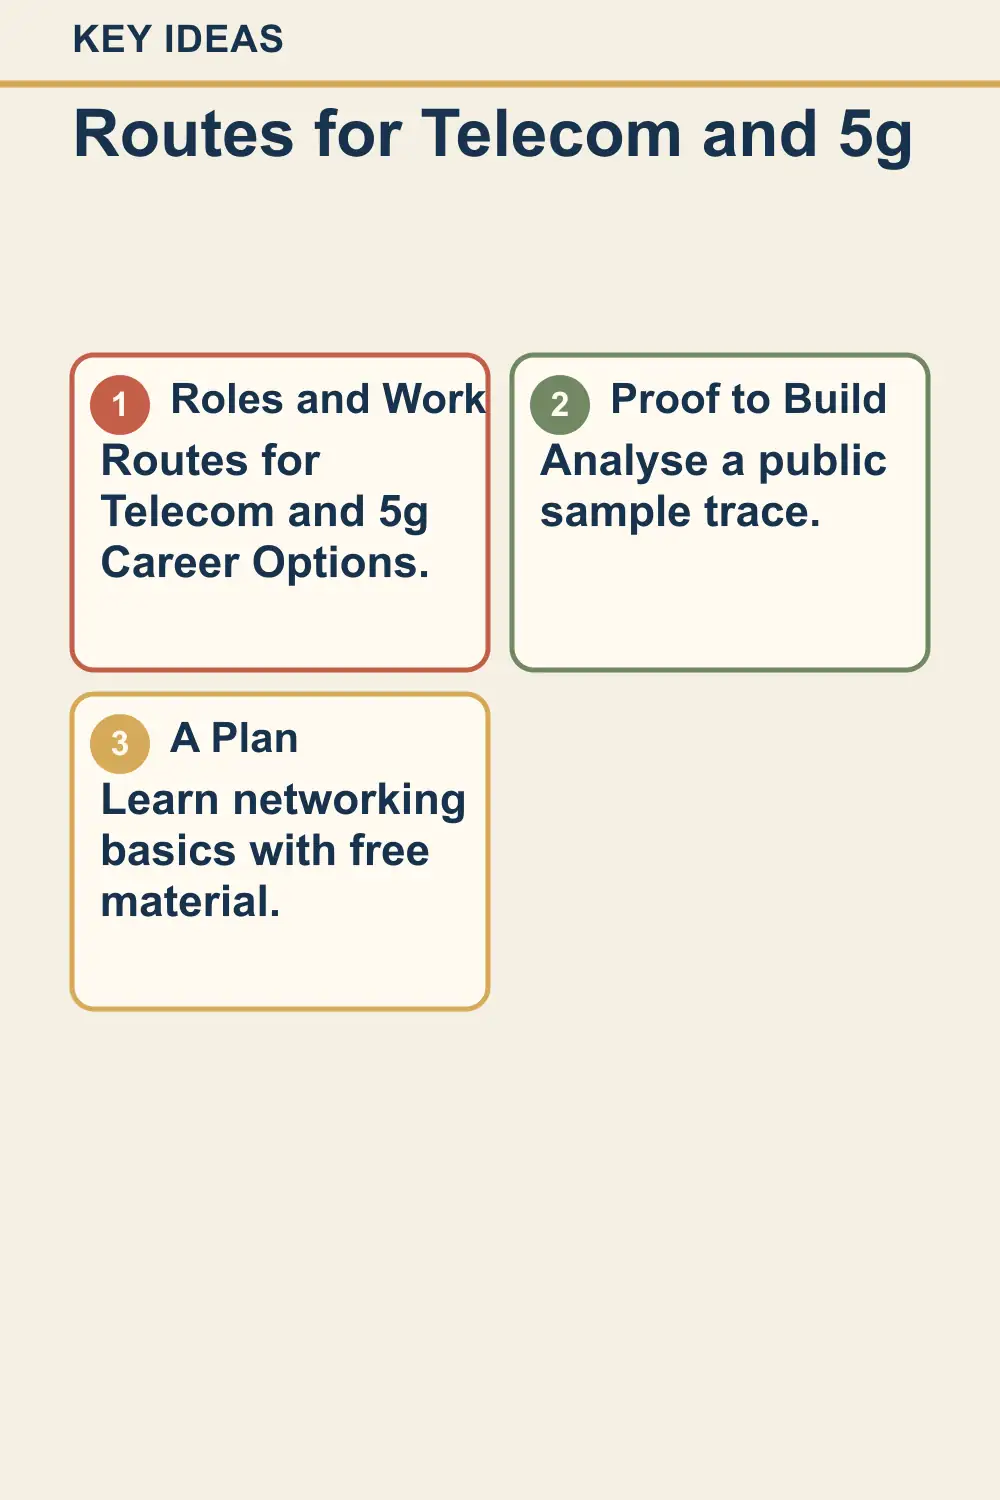 KEY IDEAS
Routes for Telecom and 5g
1
Roles and Work
Routes for
Telecom and 5g
Career Options.
2
Proof to Build
Analyse a public
sample trace.
3
A Plan
Learn networking
basics with free
material.